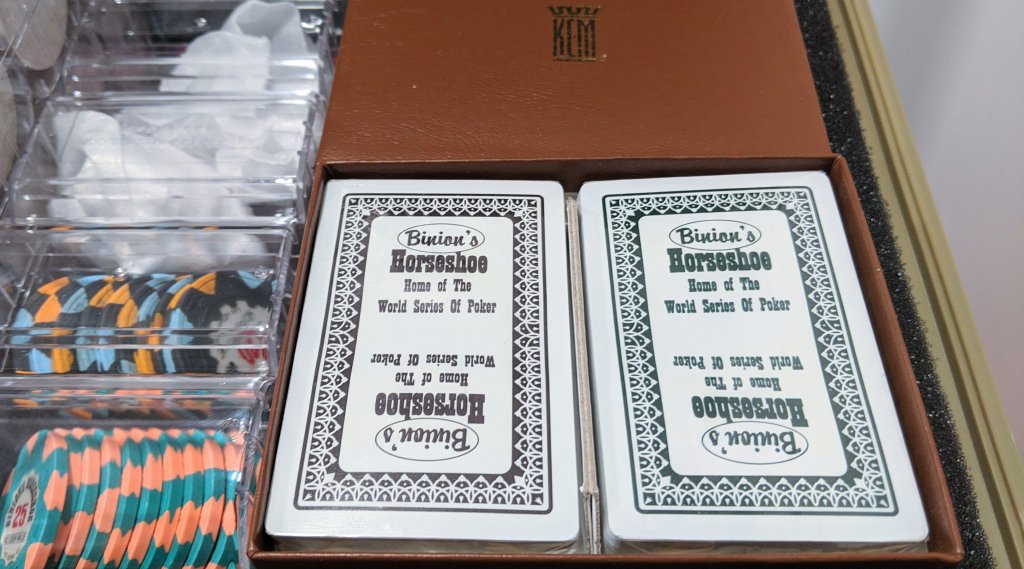 KEM
Binion's
Horseshoe
Home of The
World Series Of Poker
World Series Of Poker
Home of The
Horseshoe
Binion's
Binion's
Horseshoe
Home of The
World Series Of Poker
World Series Of Poker
Home of The
Horseshoe
Binion's
25